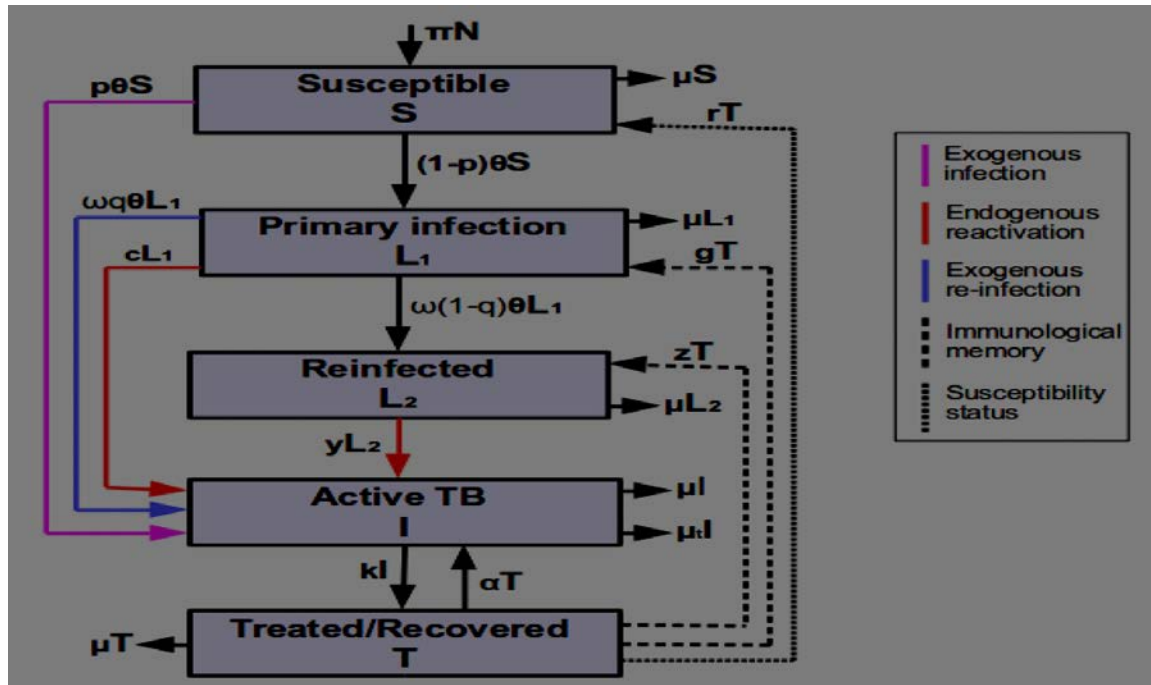 πN
Susceptible
S
pθS
μS
rT
(1-p)θS
ωqθL₁
Primary infection
L₁
μL₁
gT
cL₁
ω(1-q)θL₁
Reinfected
L₂
zT
μL₂
yL₂
Active TB
I
μI
μₜI
kI
αT
Treated/Recovered
T
μT
Exogenous
infection
Endogenous
reactivation
Exogenous
re-infection
Immunological
memory
Susceptibility
status